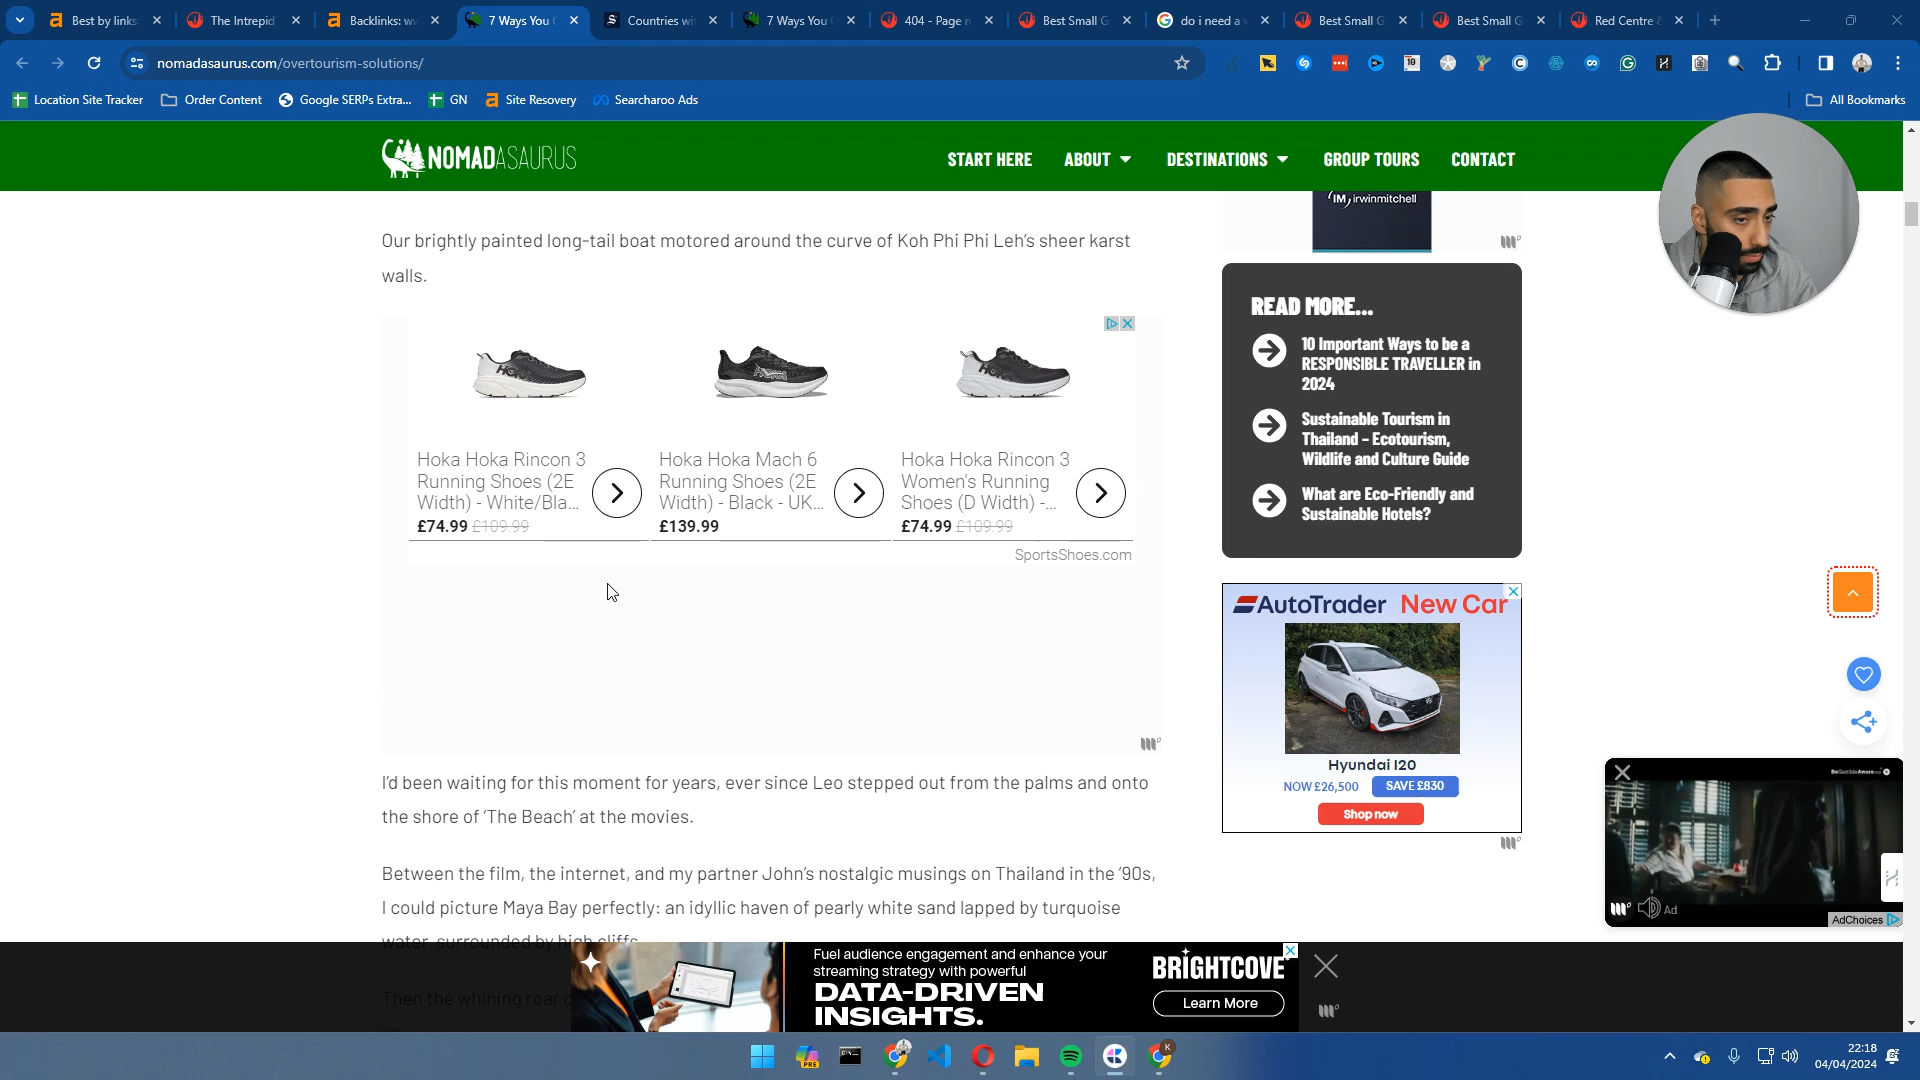 Best by links:
The Intrepid
Backlinks: w
7 Ways You
Countries wi
7 Ways You
404 - Page n
Best Small G
do i need a v
Best Small G
Best Small G
Red Centre &
nomadasaurus.com/overtourism-solutions/
Location Site Tracker
Order Content
Google SERPs Extra...
GN
Site Recovery
Searcharoo Ads
All Bookmarks
NOMADASAURUS
START HERE
ABOUT
DESTINATIONS
GROUP TOURS
CONTACT
Our brightly painted long-tail boat motored around the curve of Koh Phi Phi Leh's sheer karst
walls.
IM irwinmitchell
Hoka Hoka Rincon 3
Running Shoes (2E
Width) - White/Bla...
£74.99 £109.99
Hoka Hoka Mach 6
Running Shoes (2E
Width) - Black - UK...
£139.99
Hoka Hoka Rincon 3
Women's Running
Shoes (D Width) -...
£74.99 £109.99
SportsShoes.com
READ MORE...
10 Important Ways to be a
RESPONSIBLE TRAVELLER in
2024
Sustainable Tourism in
Thailand – Ecotourism,
Wildlife and Culture Guide
What are Eco-Friendly and
Sustainable Hotels?
AutoTrader New Car
Hyundai I20
NOW £26,500
SAVE £830
Shop now
I'd been waiting for this moment for years, ever since Leo stepped out from the palms and onto
the shore of 'The Beach' at the movies.
Between the film, the internet, and my partner John's nostalgic musings on Thailand in the '90s,
I could picture Maya Bay perfectly: an idyllic haven of pearly white sand lapped by turquoise
water, surrounded by high cliffs.
Then the whining roar
BeGambleAware.org
Ad
AdChoices
Fuel audience engagement and enhance your
streaming strategy with powerful
DATA-DRIVEN
INSIGHTS.
BRIGHTCOVE
Learn More
PRE
K
22:18
04/04/2024